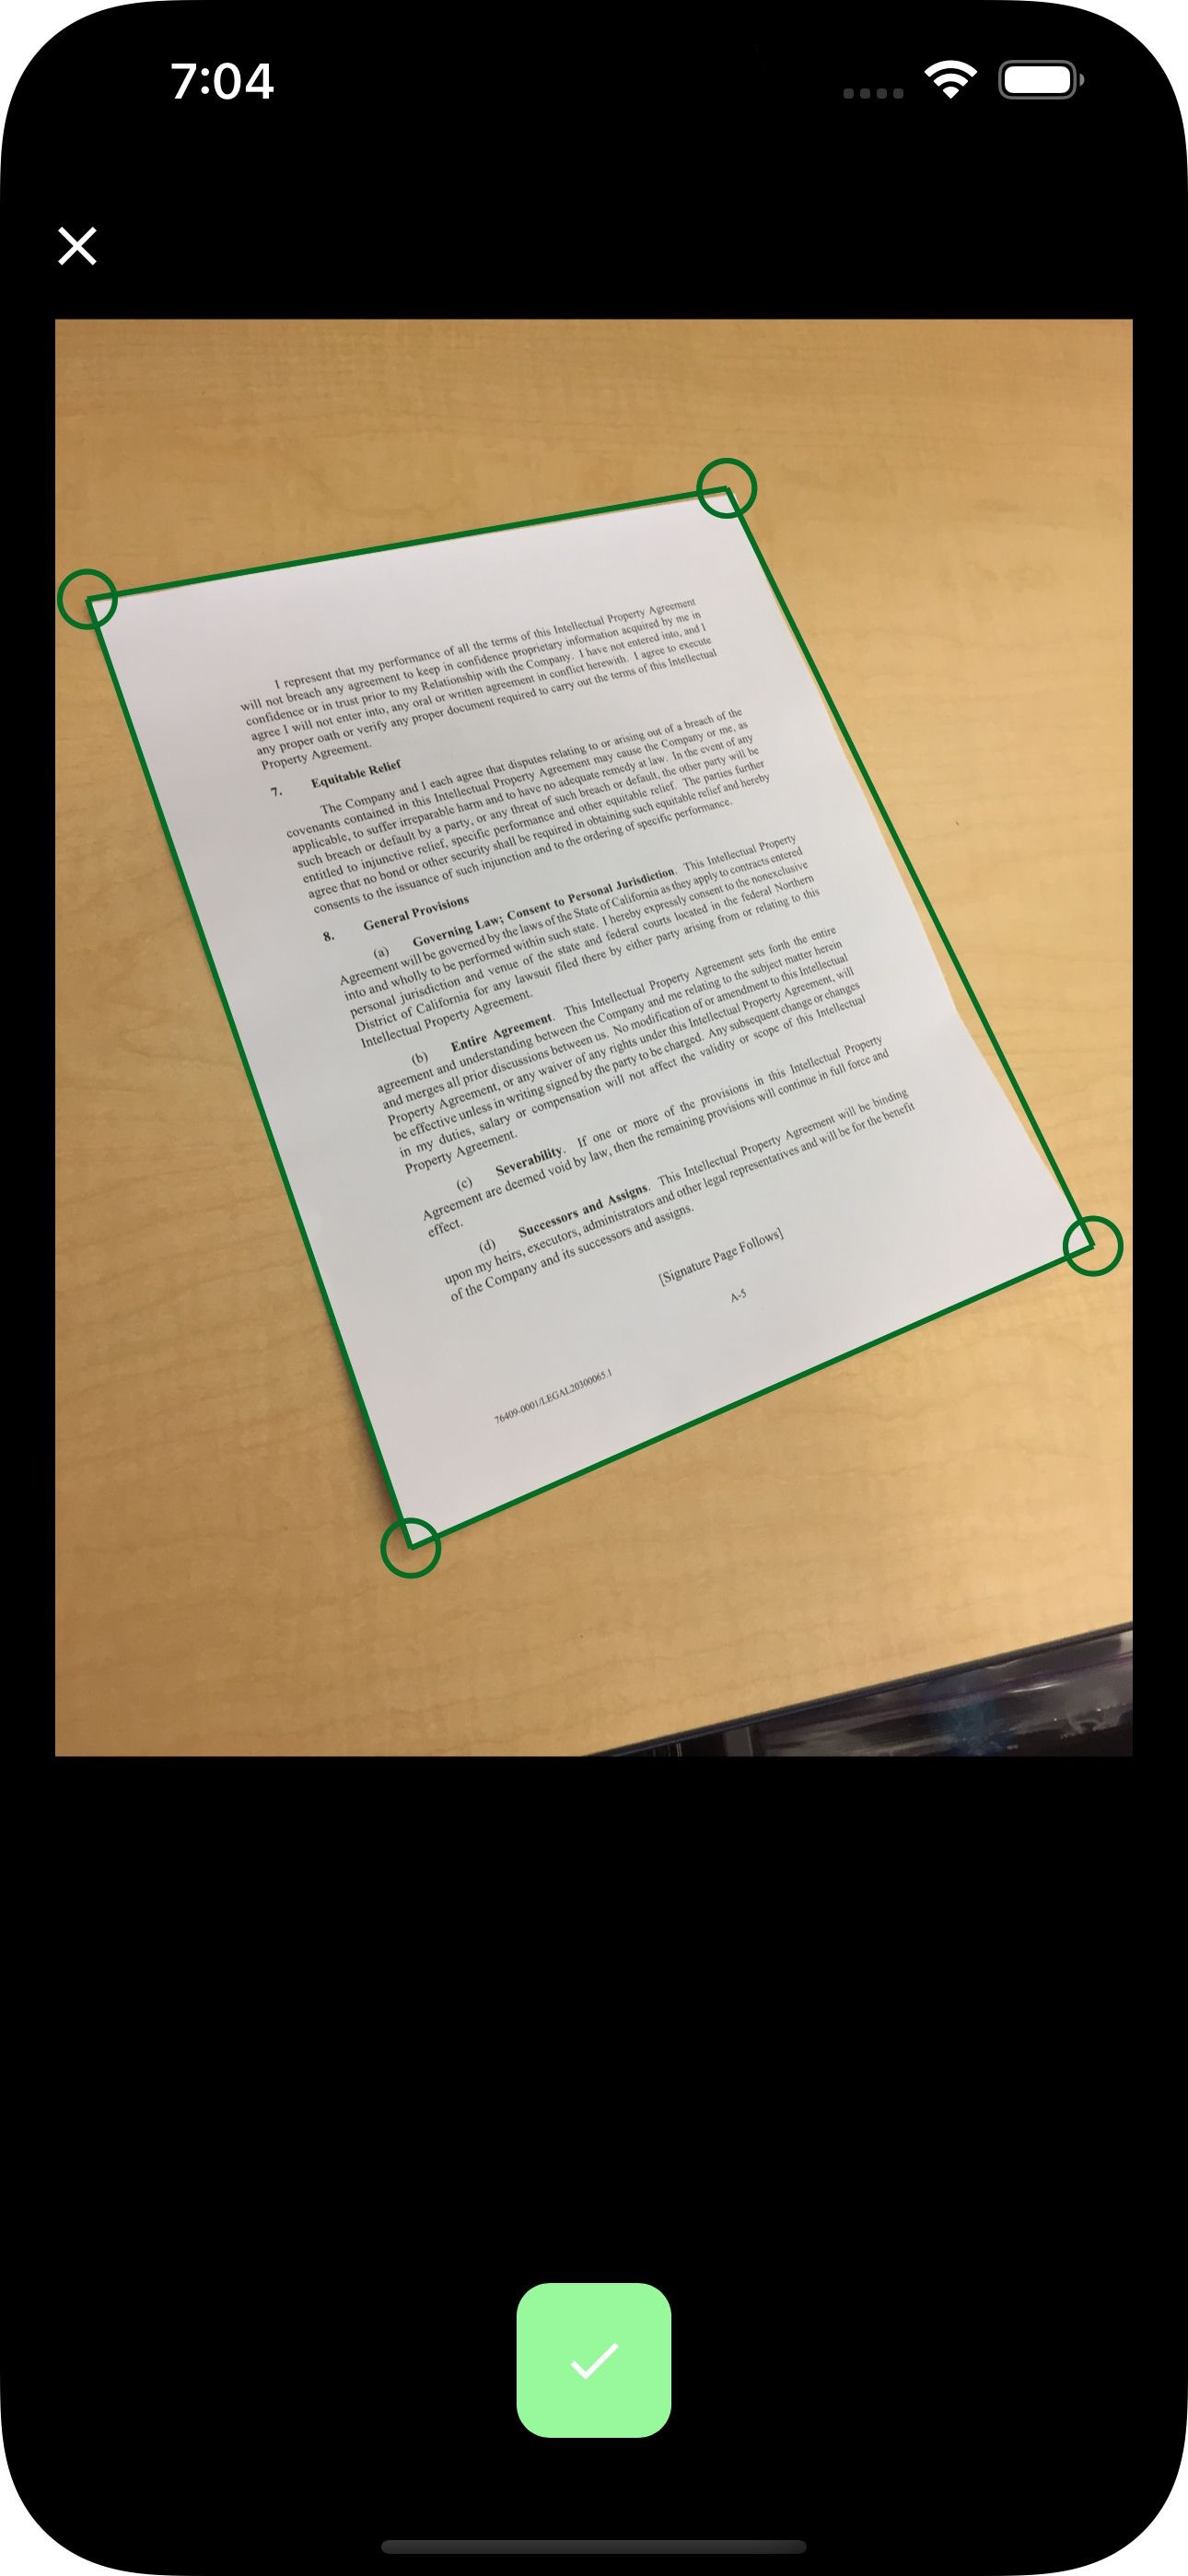 7:04
I represent that my performance of all the terms of this Intellectual Property Agreement
will not breach any agreement to keep in confidence proprietary information acquired by me in
confidence or in trust prior to my Relationship with the Company. I have not entered into, and I
agree I will not enter into, any oral or written agreement in conflict herewith. I agree to execute
any proper oath or verify any proper document required to carry out the terms of this Intellectual
Property Agreement.
7. Equitable Relief
The Company and I each agree that disputes relating to or arising out of a breach of the
covenants contained in this Intellectual Property Agreement may cause the Company or me, as
applicable, to suffer irreparable harm and to have no adequate remedy at law. In the event of any
such breach or default by a party, or any threat of such breach or default, the other party will be
entitled to injunctive relief, specific performance and other equitable relief. The parties further
agree that no bond or other security shall be required in obtaining such equitable relief and hereby
consents to the issuance of such injunction and to the ordering of specific performance.
8. General Provisions
(a) Governing Law; Consent to Personal Jurisdiction. This Intellectual Property
Agreement will be governed by the laws of the State of California as they apply to contracts entered
into and wholly to be performed within such state. I hereby expressly consent to the nonexclusive
personal jurisdiction and venue of the state and federal courts located in the federal Northern
District of California for any lawsuit filed there by either party arising from or relating to this
Intellectual Property Agreement.
(b) Entire Agreement. This Intellectual Property Agreement sets forth the entire
agreement and understanding between the Company and me relating to the subject matter herein
and merges all prior discussions between us. No modification of or amendment to this Intellectual
Property Agreement, or any waiver of any rights under this Intellectual Property Agreement, will
be effective unless in writing signed by the party to be charged. Any subsequent change or changes
in my duties, salary or compensation will not affect the validity or scope of this Intellectual
Property Agreement.
(c) Severability. If one or more of the provisions in this Intellectual Property
Agreement are deemed void by law, then the remaining provisions will continue in full force and
effect.
(d) Successors and Assigns. This Intellectual Property Agreement will be binding
upon my heirs, executors, administrators and other legal representatives and will be for the benefit
of the Company and its successors and assigns.
[Signature Page Follows]
A-5
76409-0001/LEGAL20300065.1